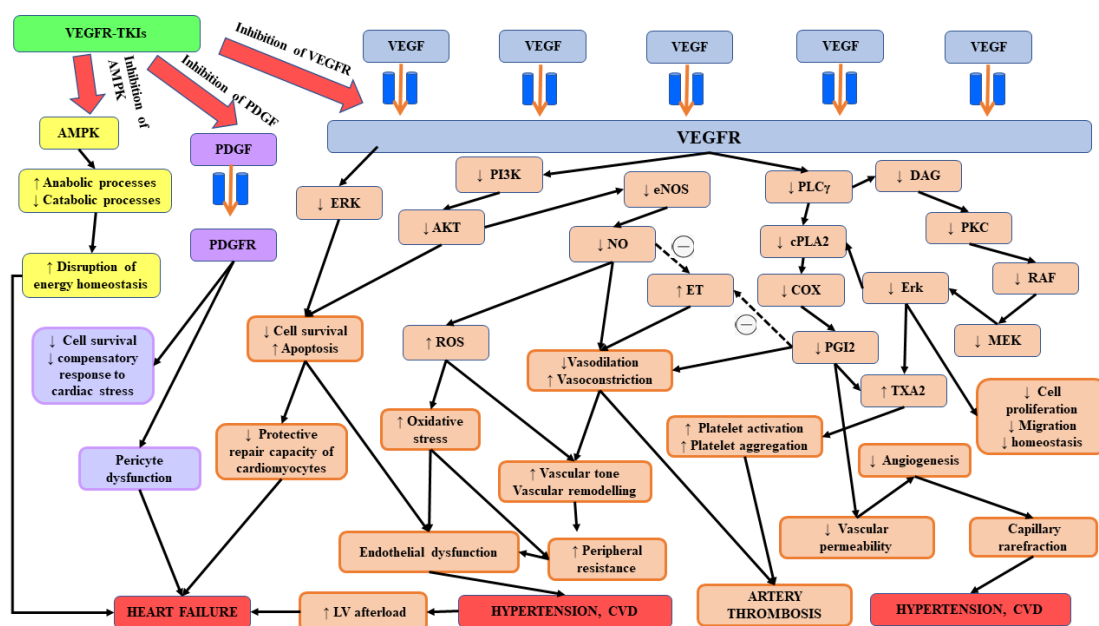 VEGFR-TKIs
Inhibition of
AMPK
Inhibition of PDGF
Inhibition of VEGFR
VEGF
VEGF
VEGF
VEGF
VEGF
VEGFR
AMPK
↑ Anabolic processes
↓ Catabolic processes
↑ Disruption of
energy homeostasis
PDGF
PDGFR
↓ Cell survival
↓ compensatory
response to
cardiac stress
Pericyte
dysfunction
↓ ERK
↓ PI3K
↓ AKT
↓ eNOS
↓ NO
↑ ET
↓ PLCγ
↓ cPLA2
↓ COX
↓ PGI2
↑ TXA2
↓ DAG
↓ PKC
↓ RAF
↓ MEK
↓ Erk
↓ Cell survival
↑ Apoptosis
↑ ROS
↓Vasodilation
↑ Vasoconstriction
↓ Protective
repair capacity of
cardiomyocytes
↑ Oxidative
stress
↑ Vascular tone
Vascular remodelling
↑ Platelet activation
↑ Platelet aggregation
↓ Cell
proliferation
↓ Migration
↓ homeostasis
↓ Angiogenesis
↓ Vascular
permeability
Capillary
rarefraction
Endothelial dysfunction
↑ Peripheral
resistance
HEART FAILURE
↑ LV afterload
HYPERTENSION, CVD
ARTERY
THROMBOSIS
HYPERTENSION, CVD